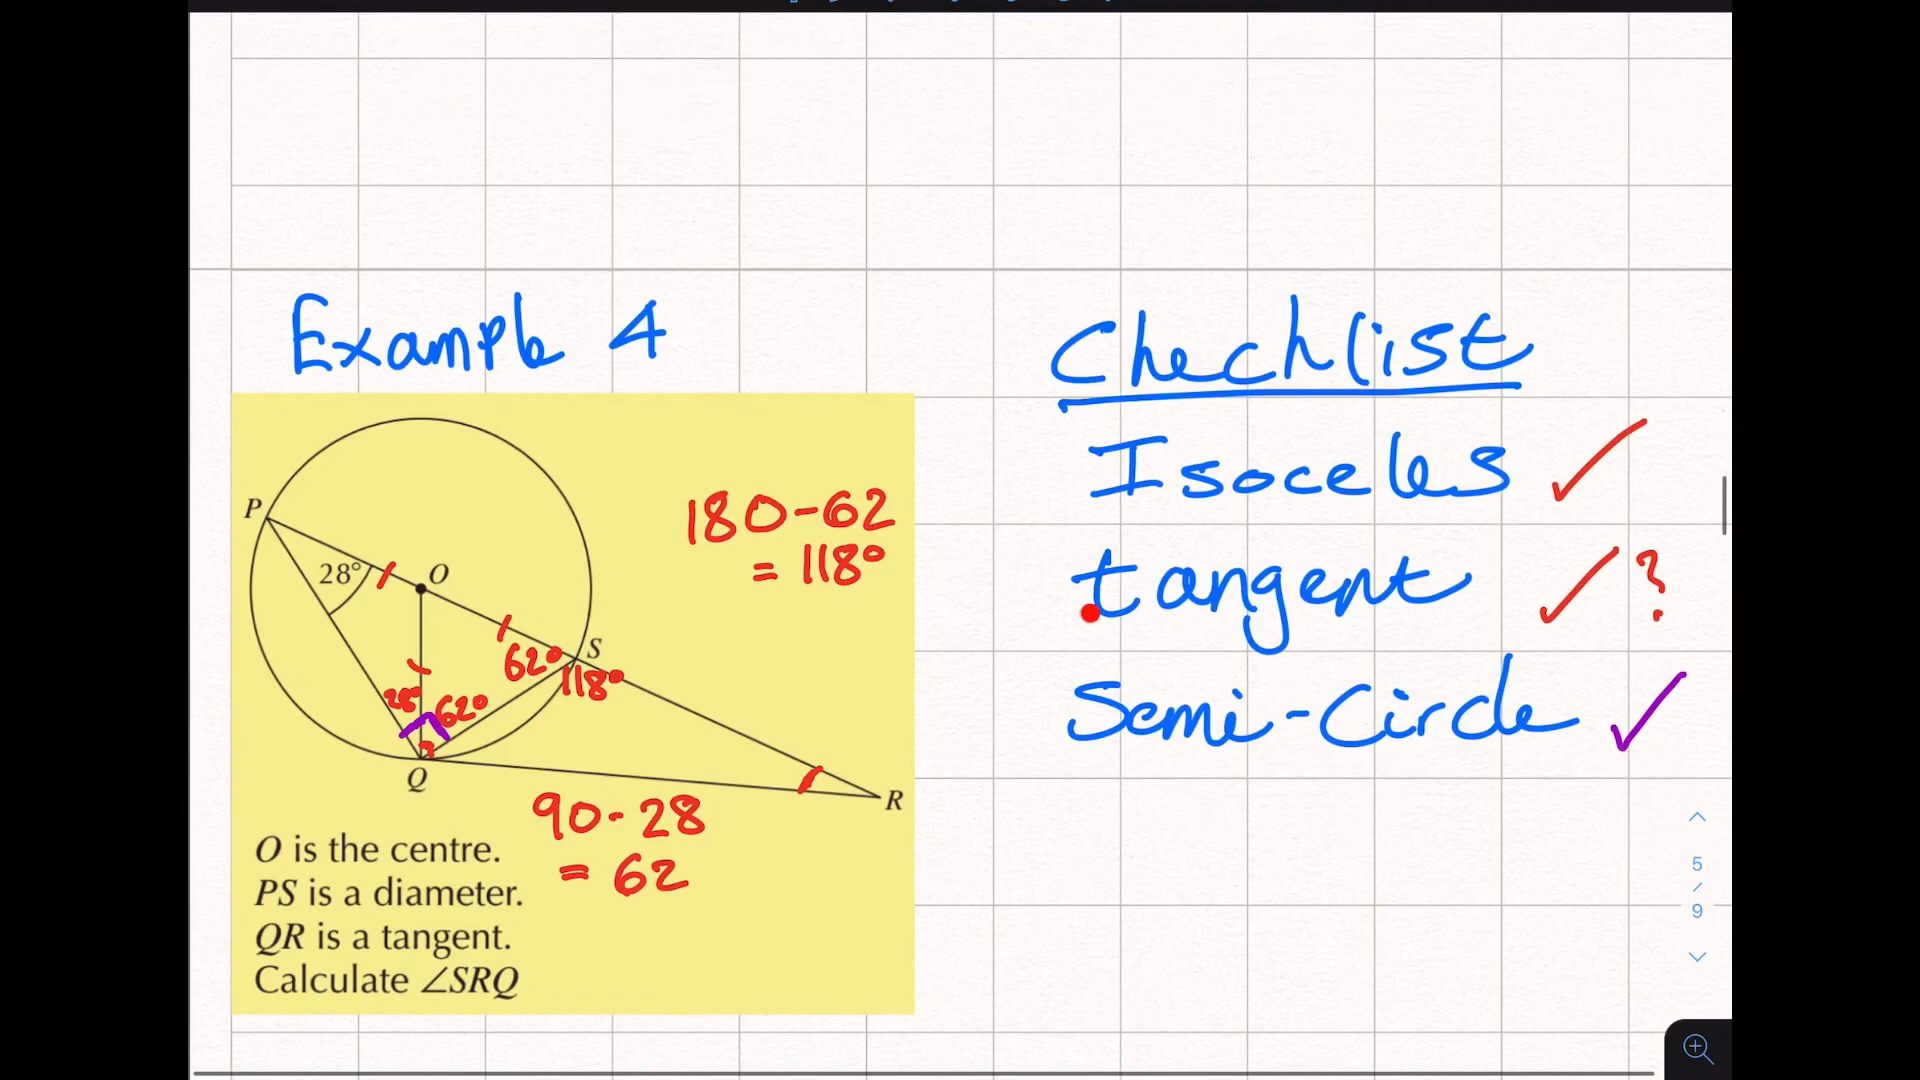 Example 4
Checklist
Isoceles
tangent ?
Semi-Circle
P
28°
O
S
180-62
= 118°
62°
118°
28°
62°
Q
R
90-28
= 62
O is the centre.
PS is a diameter.
QR is a tangent.
Calculate ∠SRQ
5
/
9